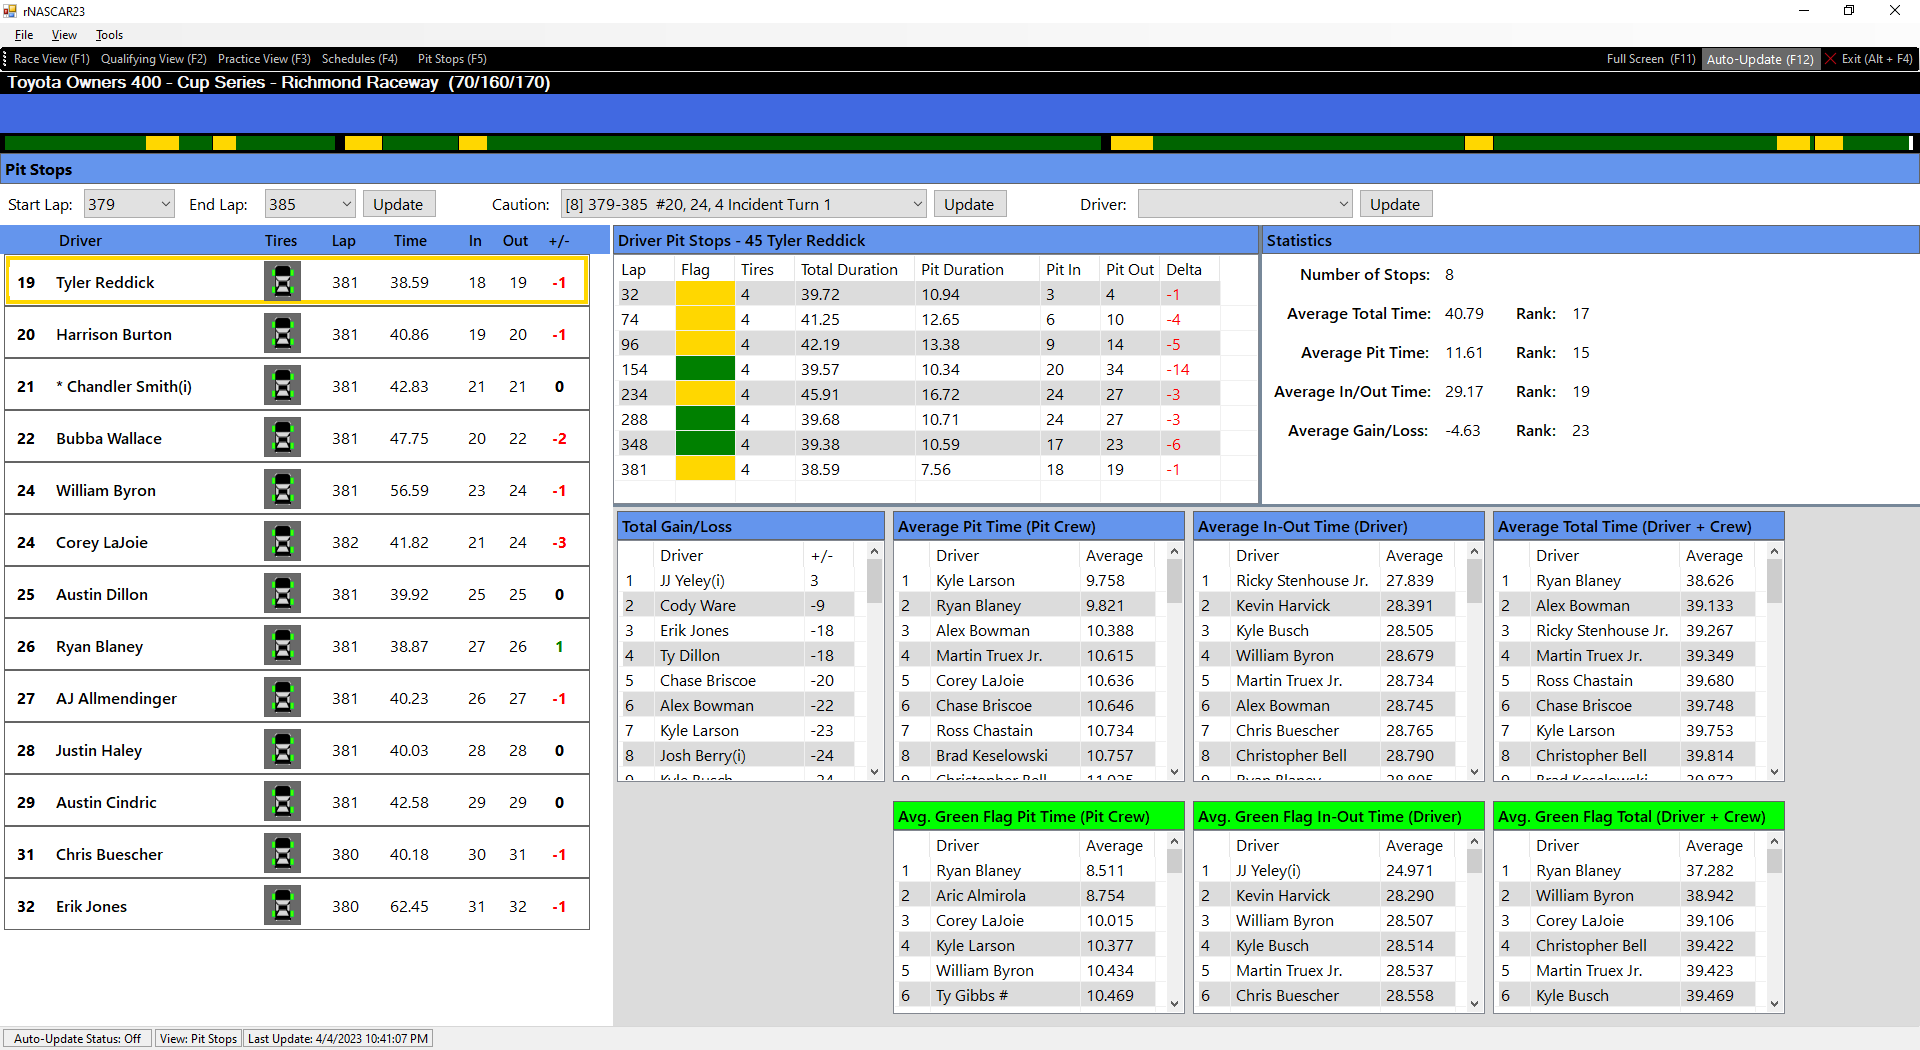 rNASCAR23
File View Tools
Race View (F1) Qualifying View (F2) Practice View (F3) Schedules (F4) Pit Stops (F5) Full Screen (F11) Auto-Update (F12) Exit (Alt + F4)
Toyota Owners 400 - Cup Series - Richmond Raceway (70/160/170)
Pit Stops
Start Lap: 379 End Lap: 385 Update Caution: [8] 379-385 #20, 24, 4 Incident Turn 1 Update Driver: Update
Driver Tires Lap Time In Out +/-
19 Tyler Reddick 381 38.59 18 19 -1
20 Harrison Burton 381 40.86 19 20 -1
21 * Chandler Smith(i) 381 42.83 21 21 0
22 Bubba Wallace 381 47.75 20 22 -2
24 William Byron 381 56.59 23 24 -1
24 Corey LaJoie 382 41.82 21 24 -3
25 Austin Dillon 381 39.92 25 25 0
26 Ryan Blaney 381 38.87 27 26 1
27 AJ Allmendinger 381 40.23 26 27 -1
28 Justin Haley 381 40.03 28 28 0
29 Austin Cindric 381 42.58 29 29 0
31 Chris Buescher 380 40.18 30 31 -1
32 Erik Jones 380 62.45 31 32 -1
Driver Pit Stops - 45 Tyler Reddick
Lap Flag Tires Total Duration Pit Duration Pit In Pit Out Delta
32 4 39.72 10.94 3 4 -1
74 4 41.25 12.65 6 10 -4
96 4 42.19 13.38 9 14 -5
154 4 39.57 10.34 20 34 -14
234 4 45.91 16.72 24 27 -3
288 4 39.68 10.71 24 27 -3
348 4 39.38 10.59 17 23 -6
381 4 38.59 7.56 18 19 -1
Statistics
Number of Stops: 8
Average Total Time: 40.79 Rank: 17
Average Pit Time: 11.61 Rank: 15
Average In/Out Time: 29.17 Rank: 19
Average Gain/Loss: -4.63 Rank: 23
Total Gain/Loss
Driver +/-
1 JJ Yeley(i) 3
2 Cody Ware -9
3 Erik Jones -18
4 Ty Dillon -18
5 Chase Briscoe -20
6 Alex Bowman -22
7 Kyle Larson -23
8 Josh Berry(i) -24
9 Kyle Busch -24
Average Pit Time (Pit Crew)
Driver Average
1 Kyle Larson 9.758
2 Ryan Blaney 9.821
3 Alex Bowman 10.388
4 Martin Truex Jr. 10.615
5 Corey LaJoie 10.636
6 Chase Briscoe 10.646
7 Ross Chastain 10.734
8 Brad Keselowski 10.757
9 Christopher Bell 11.025
Average In-Out Time (Driver)
Driver Average
1 Ricky Stenhouse Jr. 27.839
2 Kevin Harvick 28.391
3 Kyle Busch 28.505
4 William Byron 28.679
5 Martin Truex Jr. 28.734
6 Alex Bowman 28.745
7 Chris Buescher 28.765
8 Christopher Bell 28.790
9 Ryan Blaney 28.805
Average Total Time (Driver + Crew)
Driver Average
1 Ryan Blaney 38.626
2 Alex Bowman 39.133
3 Ricky Stenhouse Jr. 39.267
4 Martin Truex Jr. 39.349
5 Ross Chastain 39.680
6 Chase Briscoe 39.748
7 Kyle Larson 39.753
8 Christopher Bell 39.814
9 Brad Keselowski 39.873
Avg. Green Flag Pit Time (Pit Crew)
Driver Average
1 Ryan Blaney 8.511
2 Aric Almirola 8.754
3 Corey LaJoie 10.015
4 Kyle Larson 10.377
5 William Byron 10.434
6 Ty Gibbs # 10.469
Avg. Green Flag In-Out Time (Driver)
Driver Average
1 JJ Yeley(i) 24.971
2 Kevin Harvick 28.290
3 William Byron 28.507
4 Kyle Busch 28.514
5 Martin Truex Jr. 28.537
6 Chris Buescher 28.558
Avg. Green Flag Total (Driver + Crew)
Driver Average
1 Ryan Blaney 37.282
2 William Byron 38.942
3 Corey LaJoie 39.106
4 Christopher Bell 39.422
5 Martin Truex Jr. 39.423
6 Kyle Busch 39.469
Auto-Update Status: Off View: Pit Stops Last Update: 4/4/2023 10:41:07 PM